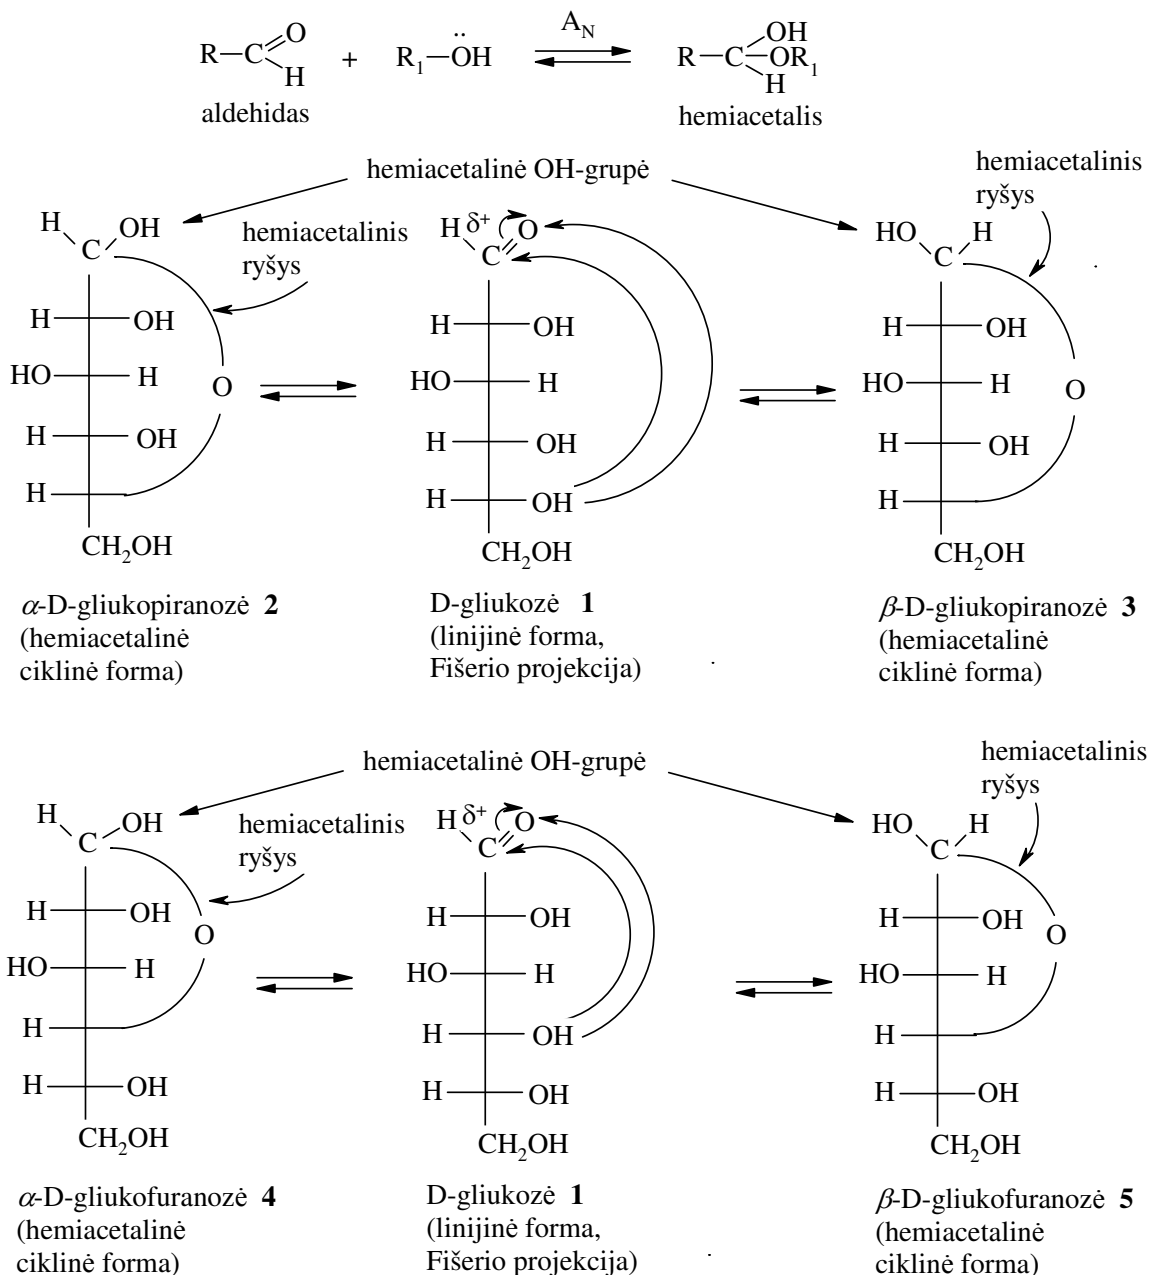 R–C=O H + R₁–ÖH A_N R–C OH OR₁ H
aldehidas
hemiacetalis
hemiacetalinė OH-grupė
hemiacetalinis
ryšys
hemiacetalinis
ryšys
H OH
C
H OH
HO H
O
H OH
H
CH₂OH
H δ⁺ O
C
H OH
HO H
H OH
H OH
CH₂OH
HO H
C
H OH
HO H
O
H OH
H
CH₂OH
α-D-gliukopiranozė 2
(hemiacetalinė
ciklinė forma)
D-gliukozė 1
(linijinė forma,
Fišerio projekcija)
β-D-gliukopiranozė 3
(hemiacetalinė
ciklinė forma)
hemiacetalinė OH-grupė
hemiacetalinis
ryšys
hemiacetalinis
ryšys
H OH
C
H OH
O
HO H
H
H OH
CH₂OH
H δ⁺ O
C
H OH
HO H
H OH
H OH
CH₂OH
HO H
C
H OH
O
HO H
H
H OH
CH₂OH
α-D-gliukofuranozė 4
(hemiacetalinė
ciklinė forma)
D-gliukozė 1
(linijinė forma,
Fišerio projekcija)
β-D-gliukofuranozė 5
(hemiacetalinė
ciklinė forma)